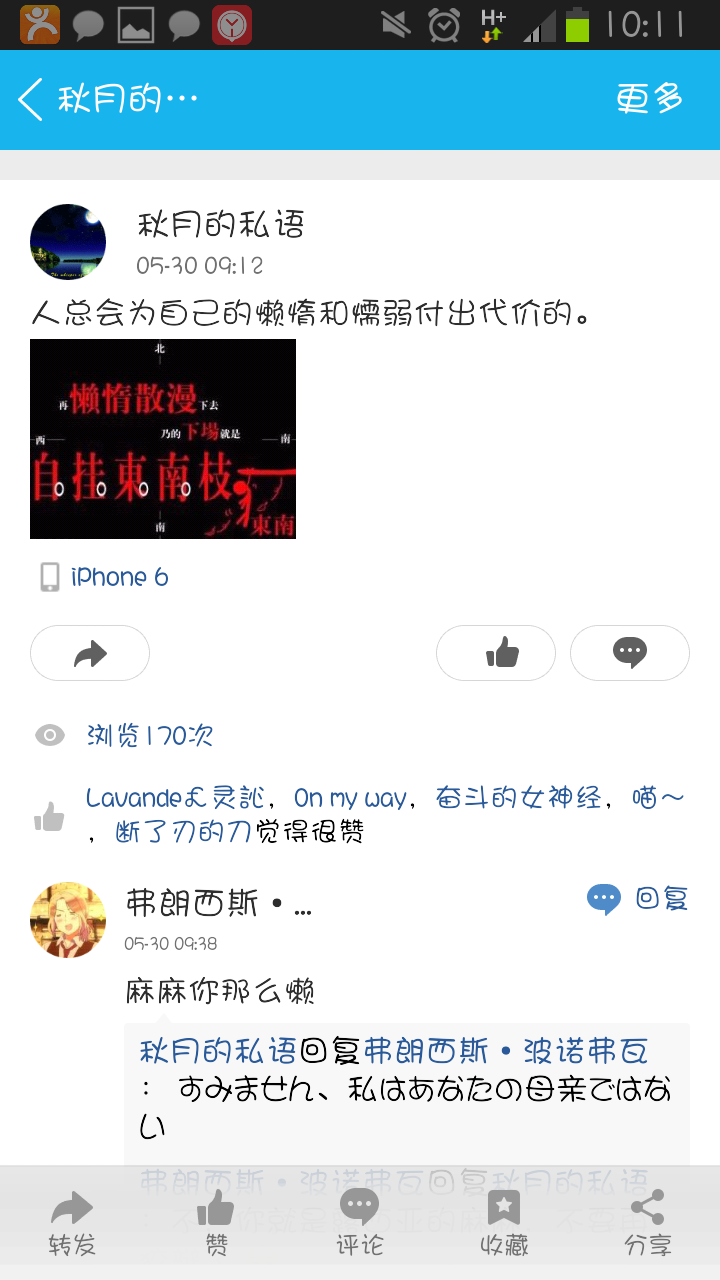 H+
10:11
秋月的…
更多
秋月的私语
05-30 09:12
人总会为自己的懒惰和懦弱付出代价的。
北
再懒惰散漫下去
乃的下場就是
西
南
自挂東南枝
東南
南
iPhone 6
浏览170次
Lavande£灵訫，On my way，奋斗的女神经，喵～
，断了刃的刀觉得很赞
弗朗西斯·...
回复
05-30 09:38
麻麻你那么懒
秋月的私语回复弗朗西斯·波诺弗瓦
： すみません、私はあなたの母亲ではな
い
弗朗西斯·波诺弗瓦回复秋月的私语
转发
赞
评论
收藏
分享